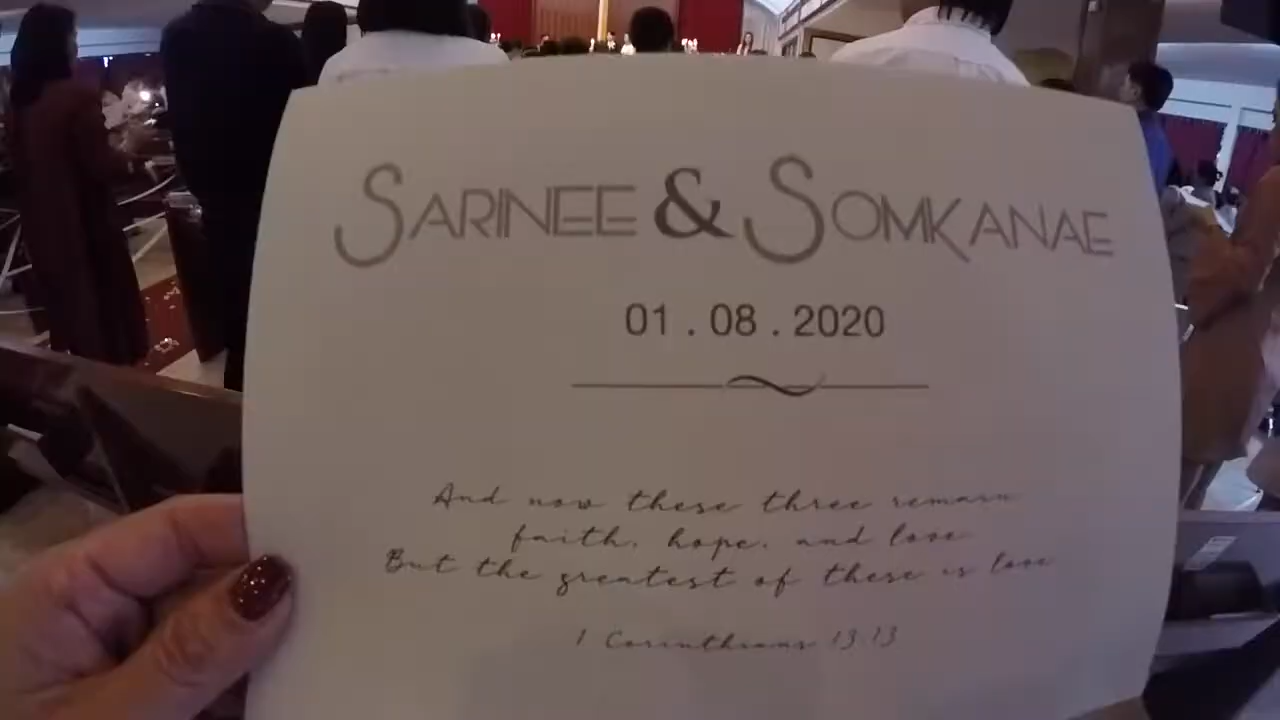 SARINEE & SOMKANAE
01.08.2020
And now these three remain
faith, hope, and love
But the greatest of these is love
1 Corinthians 13:13